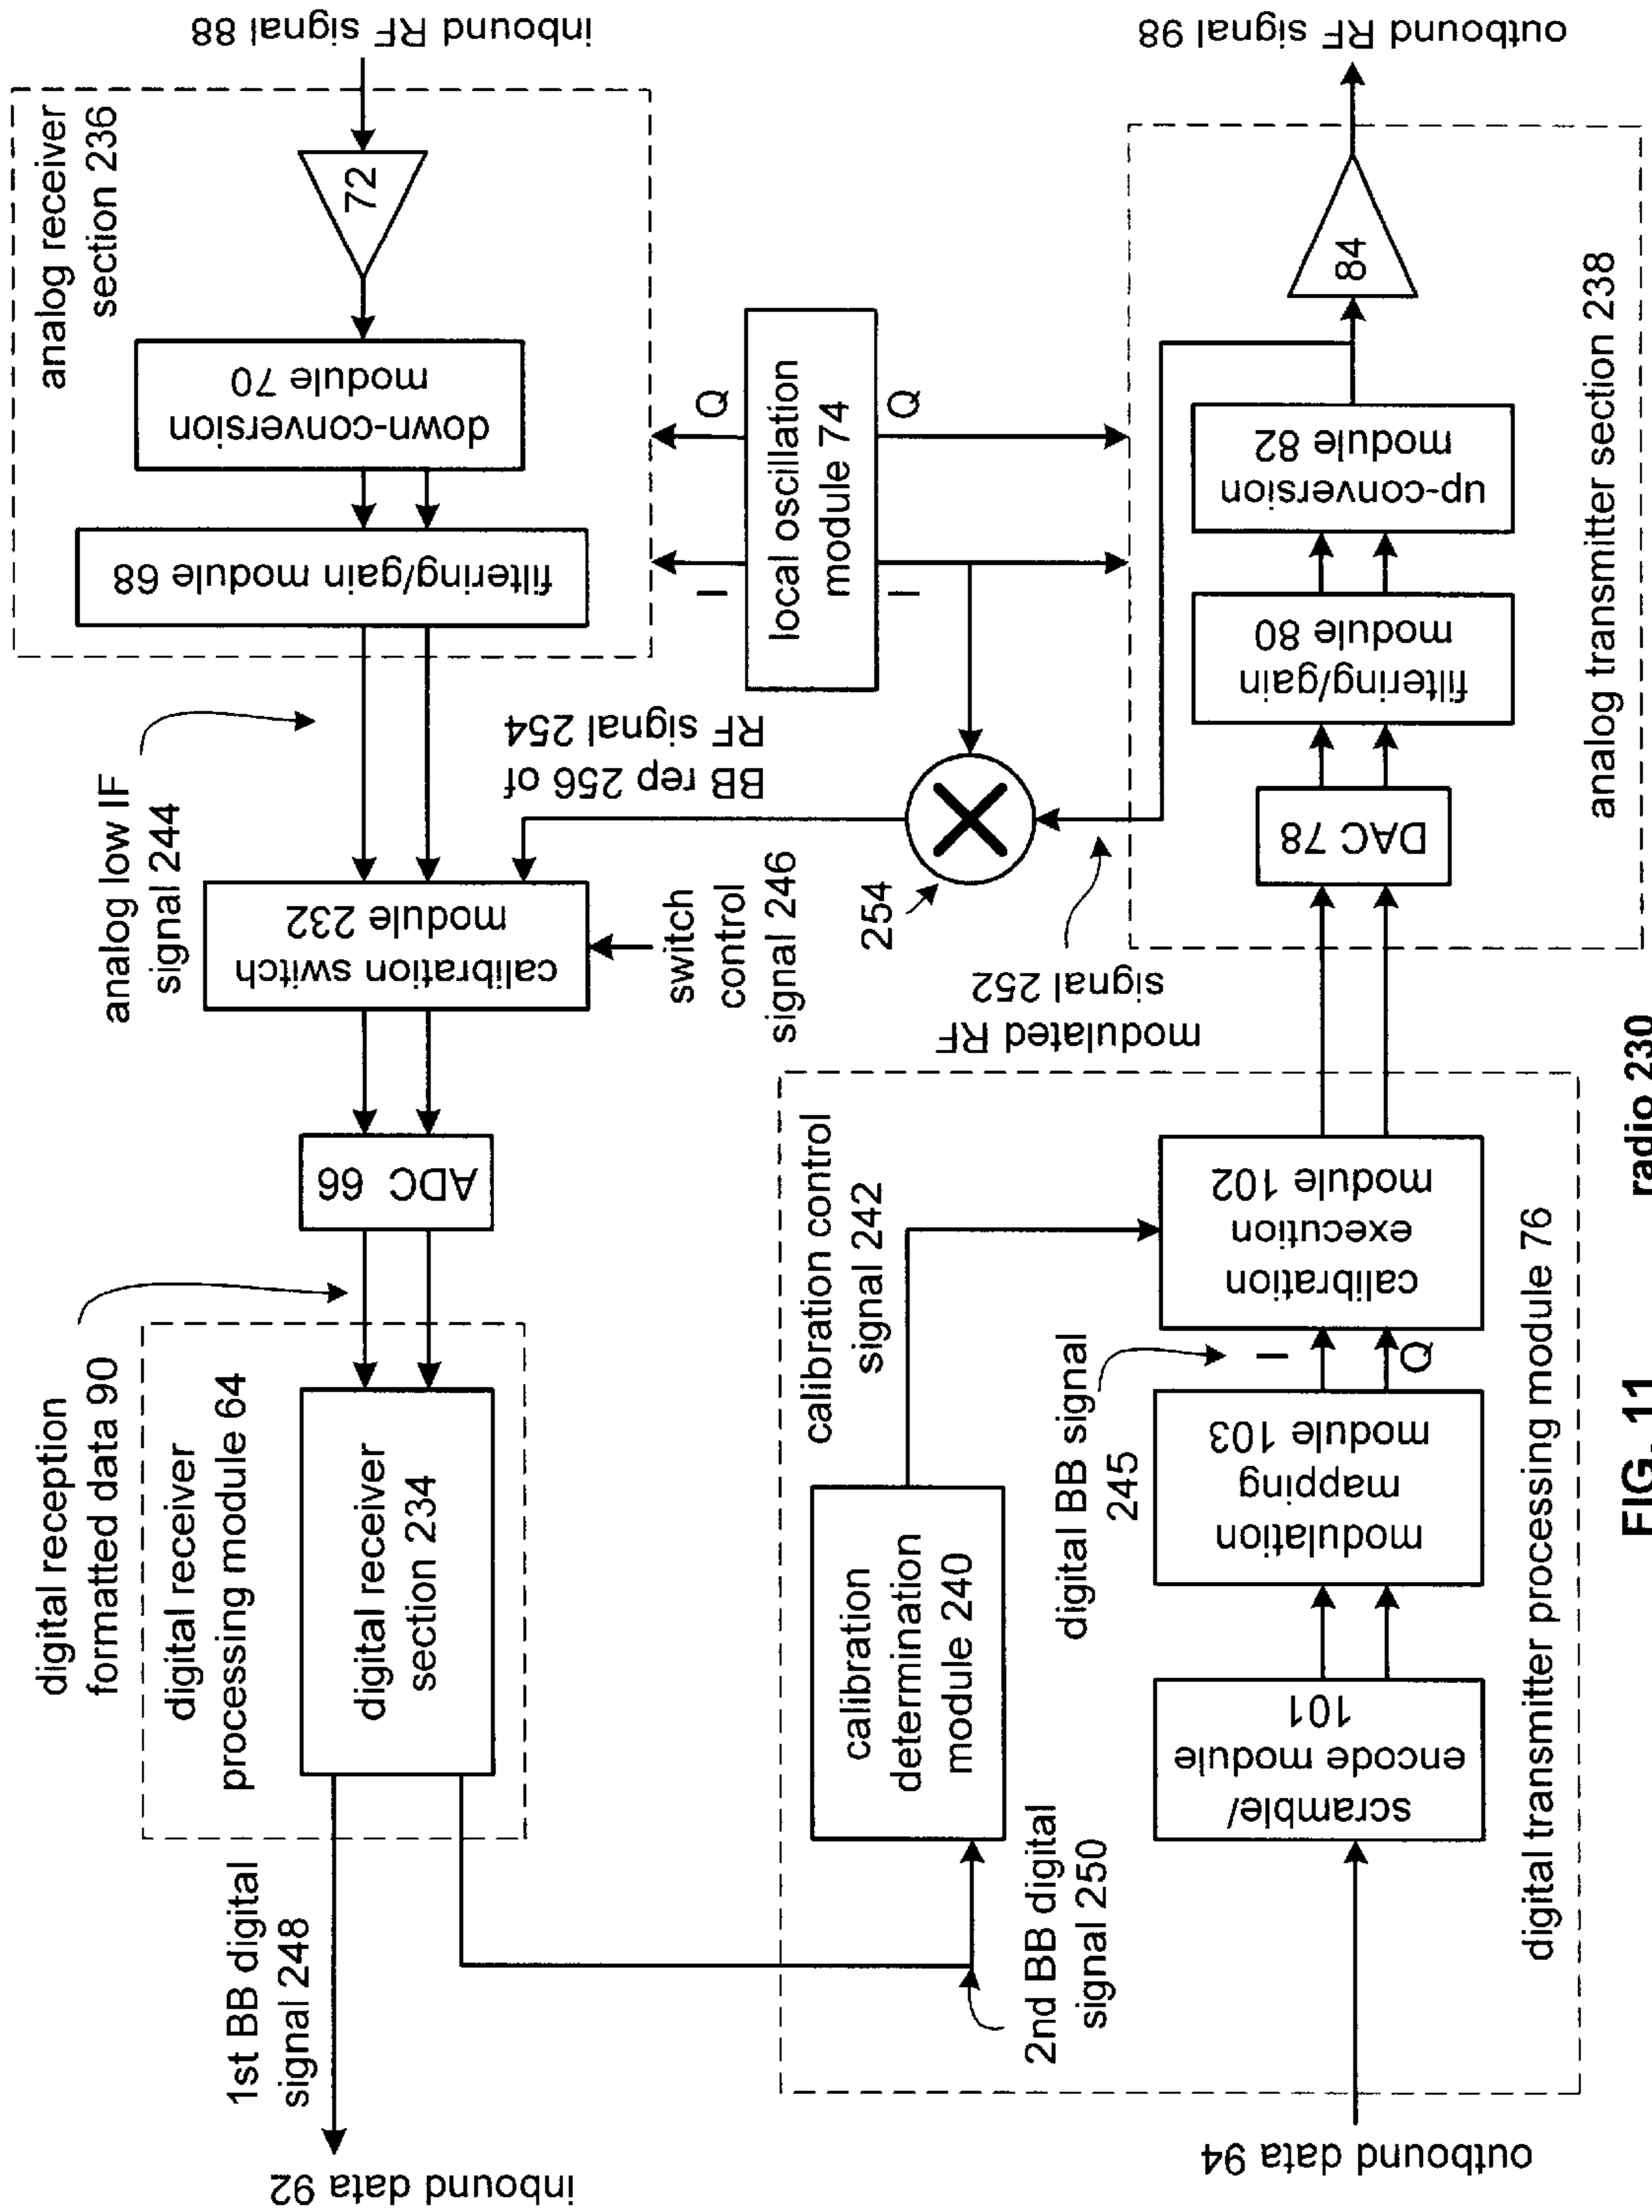 inbound RF signal 88
analog receiver
section 236
72
down-conversion
module 70
filtering/gain module 68
analog low IF
signal 244
calibration switch
module 232
switch
control
signal 246
ADC 66
digital reception
formatted data 90
digital receiver
processing module 64
digital receiver
section 234
1st BB digital
signal 248
inbound data 92
local oscillation
module 74
I
Q
I
Q
BB rep 256 of
RF signal 254
254
modulated RF
signal 252
calibration control
signal 242
calibration
determination
module 240
2nd BB digital
signal 250
digital BB signal
245
outbound data 94
scramble/
encode module
101
modulation
mapping
module 103
I
Q
calibration
execution
module 102
digital transmitter processing module 76
DAC 78
filtering/gain
module 80
up-conversion
module 82
84
outbound RF signal 98
analog transmitter section 238
FIG. 11
radio 230